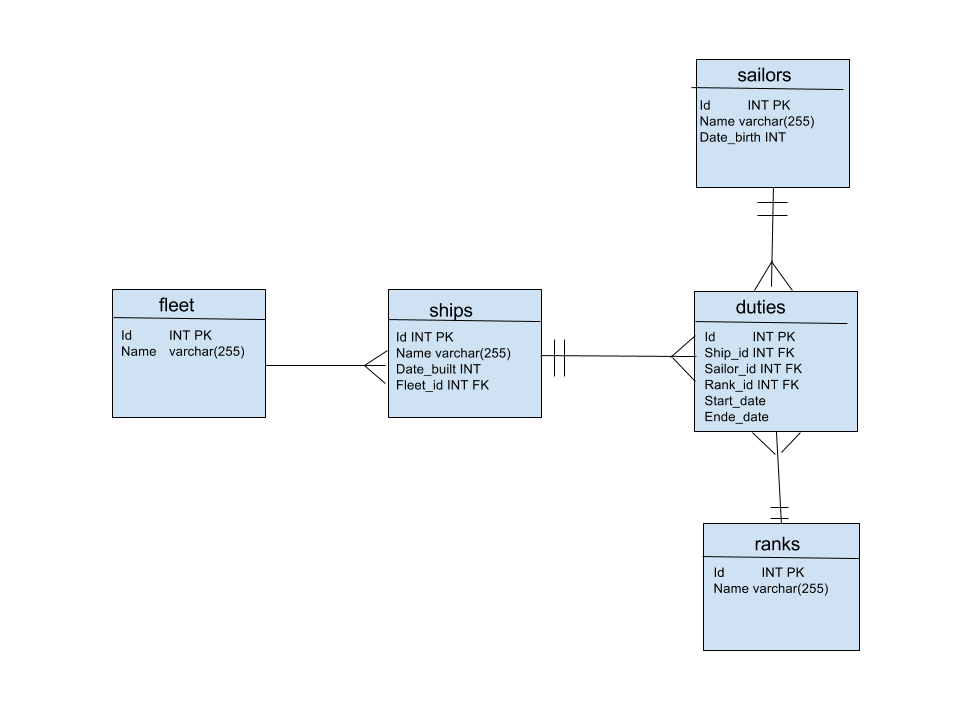 sailors
Id INT PK
Name varchar(255)
Date_birth INT
fleet
Id INT PK
Name varchar(255)
ships
Id INT PK
Name varchar(255)
Date_built INT
Fleet_id INT FK
duties
Id INT PK
Ship_id INT FK
Sailor_id INT FK
Rank_id INT FK
Start_date
Ende_date
ranks
Id INT PK
Name varchar(255)